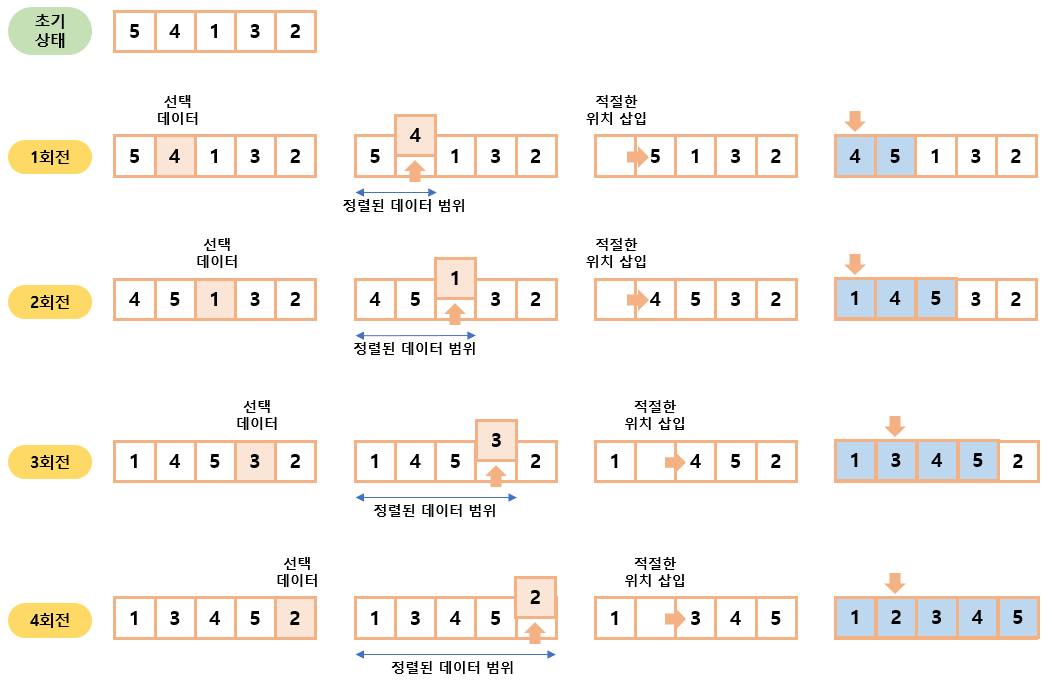 초기
상태
5 4 1 3 2
선택
데이터
적절한
위치 삽입
1회전
5 4 1 3 2
5 4 1 3 2
5 1 3 2
4 5 1 3 2
정렬된 데이터 범위
선택
데이터
적절한
위치 삽입
2회전
4 5 1 3 2
4 5 1 3 2
4 5 3 2
1 4 5 3 2
정렬된 데이터 범위
선택
데이터
적절한
위치 삽입
3회전
1 4 5 3 2
1 4 5 3 2
1 4 5 2
1 3 4 5 2
정렬된 데이터 범위
선택
데이터
적절한
위치 삽입
4회전
1 3 4 5 2
1 3 4 5 2
1 3 4 5
1 2 3 4 5
정렬된 데이터 범위